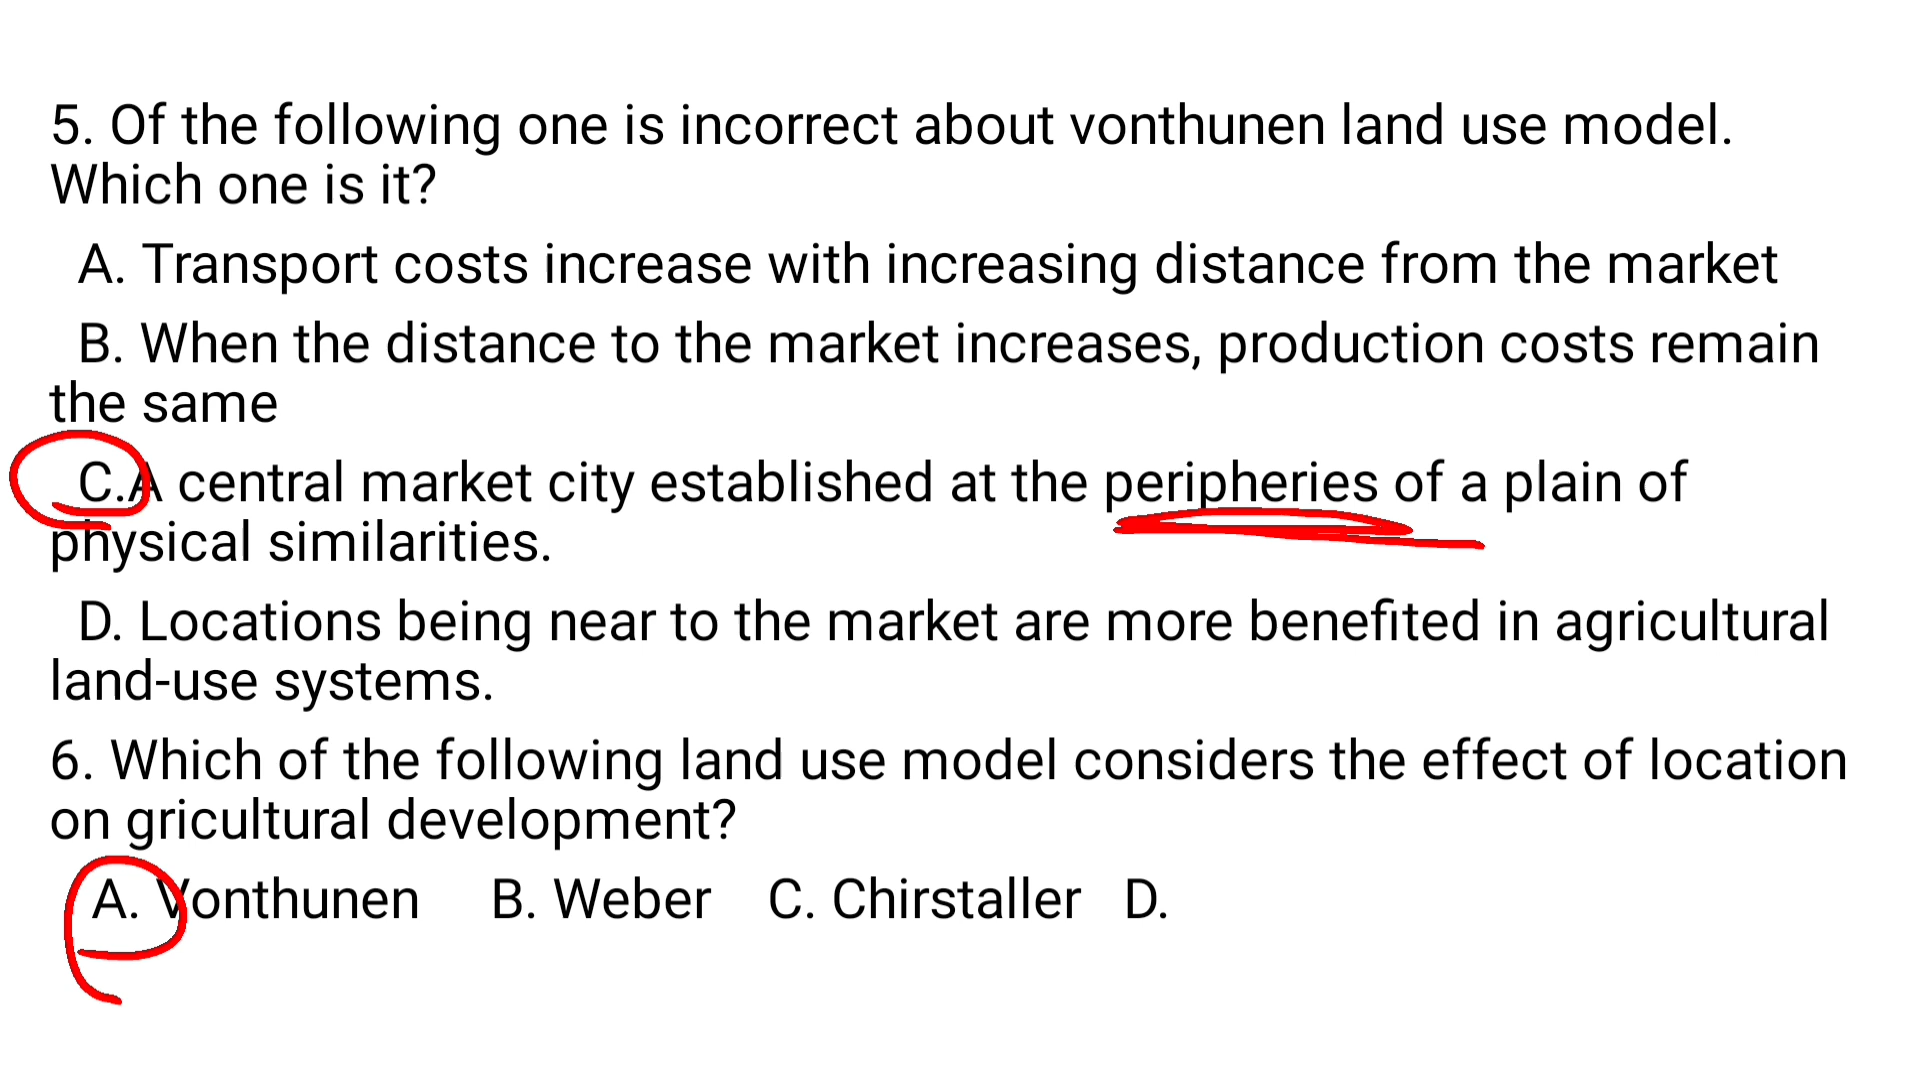 5. Of the following one is incorrect about vonthunen land use model.
Which one is it?
A. Transport costs increase with increasing distance from the market
B. When the distance to the market increases, production costs remain
the same
C.A central market city established at the peripheries of a plain of
physical similarities.
D. Locations being near to the market are more benefited in agricultural
land-use systems.
6. Which of the following land use model considers the effect of location
on gricultural development?
A. Vonthunen B. Weber C. Chirstaller D.